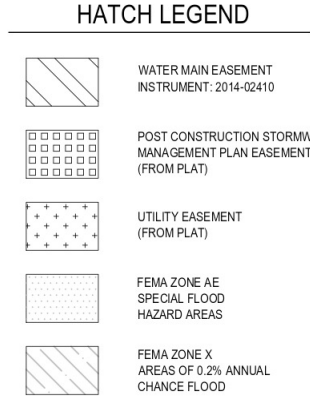 HATCH LEGEND
WATER MAIN EASEMENT
INSTRUMENT: 2014-02410
POST CONSTRUCTION
MANAGEMENT PLAN EASEMENT
(FROM PLAT)
UTILITY EASEMENT
(FROM PLAT)
FEMA ZONE AE
SPECIAL FLOOD
HAZARD AREAS
FEMA ZONE X
AREAS OF 0.2% ANNUAL
CHANCE FLOOD